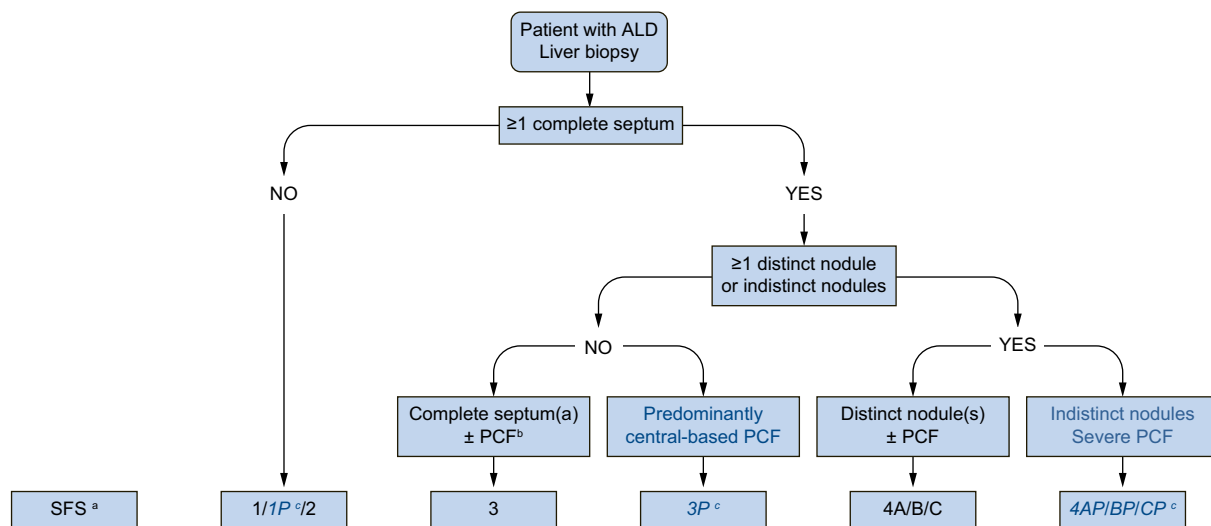 Patient with ALD
Liver biopsy
≥1 complete septum
NO
YES
≥1 distinct nodule
or indistinct nodules
NO
YES
Complete septum(a)
± PCFᵇ
Predominantly
central-based PCF
Distinct nodule(s)
± PCF
Indistinct nodules
Severe PCF
SFS ᵃ
1/1P ᶜ/2
3
3P ᶜ
4A/B/C
4AP/BP/CP ᶜ